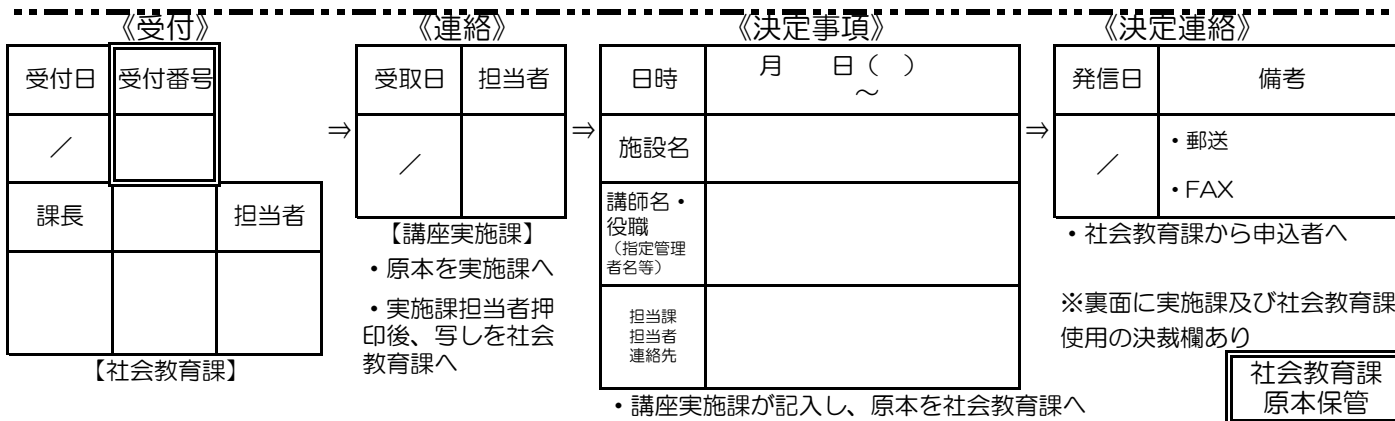 《受付》
受付日 受付番号
／
課長 担当者
【社会教育課】
⇒
《連絡》
受取日 担当者
／
【講座実施課】
・原本を実施課へ
・実施課担当者押
印後、写しを社会
教育課へ
⇒
《決定事項》
日時 月 日（ ）
～
施設名
講師名・
役職
（指定管理
者名等）
担当課
担当者
連絡先
・講座実施課が記入し、原本を社会教育課へ
⇒
《決定連絡》
発信日 備考
／
・郵送
・FAX
・社会教育課から申込者へ
※裏面に実施課及び社会教育課
使用の決裁欄あり
社会教育課
原本保管